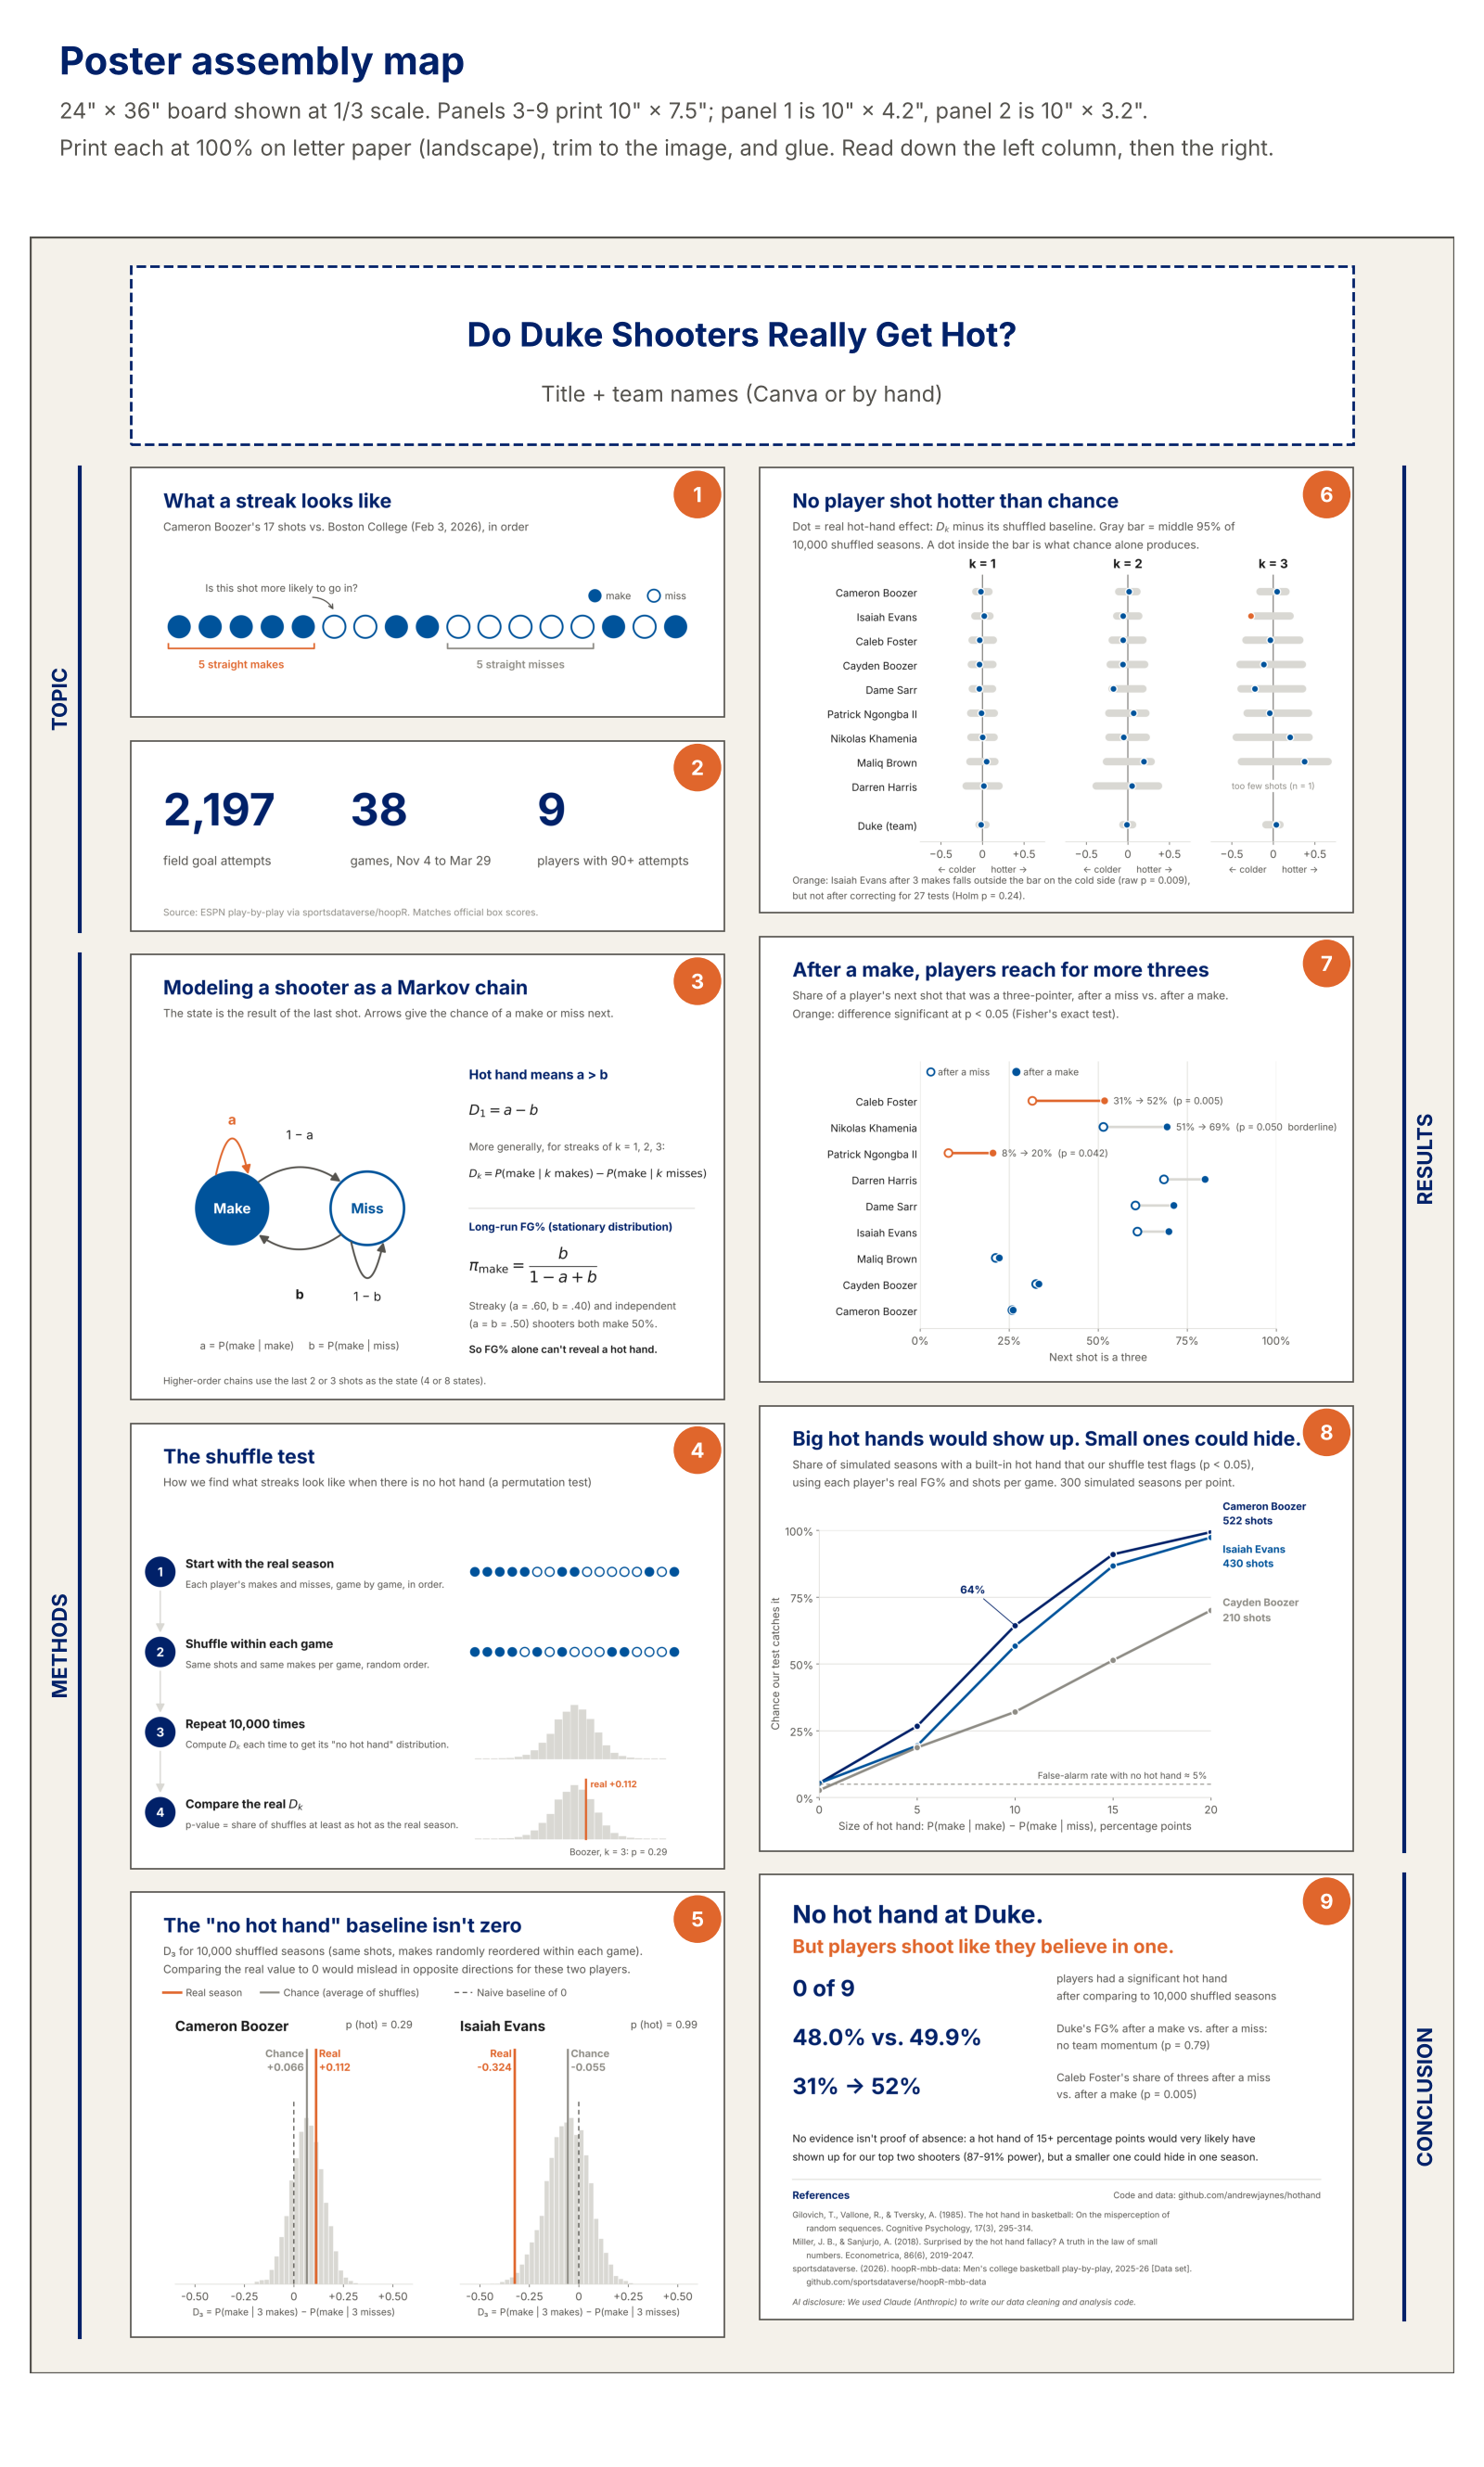 Poster assembly map
24" × 36" board shown at 1/3 scale. Panels 3-9 print 10" × 7.5"; panel 1 is 10" × 4.2", panel 2 is 10" × 3.2".
Print each at 100% on letter paper (landscape), trim to the image, and glue. Read down the left column, then the right.
Do Duke Shooters Really Get Hot?
Title + team names (Canva or by hand)
TOPIC
1
What a streak looks like
Cameron Boozer's 17 shots vs. Boston College (Feb 3, 2026), in order
Is this shot more likely to go in?
make miss
5 straight makes 5 straight misses
2
2,197 38 9
field goal attempts games, Nov 4 to Mar 29 players with 90+ attempts
Source: ESPN play-by-play via sportsdataverse/hoopR. Matches official box scores.
METHODS
3
Modeling a shooter as a Markov chain
The state is the result of the last shot. Arrows give the chance of a make or miss next.
a
1 − a
Make Miss
b 1 − b
a = P(make | make) b = P(make | miss)
Hot hand means a > b
D₁ = a − b
More generally, for streaks of k = 1, 2, 3:
Dₖ = P(make | k makes) − P(make | k misses)
Long-run FG% (stationary distribution)
π make = b / (1 − a + b)
Streaky (a = .60, b = .40) and independent
(a = b = .50) shooters both make 50%.
So FG% alone can't reveal a hot hand.
Higher-order chains use the last 2 or 3 shots as the state (4 or 8 states).
4
The shuffle test
How we find what streaks look like when there is no hot hand (a permutation test)
1 Start with the real season
Each player's makes and misses, game by game, in order.
2 Shuffle within each game
Same shots and same makes per game, random order.
3 Repeat 10,000 times
Compute Dₖ each time to get its "no hot hand" distribution.
real +0.112
4 Compare the real Dₖ
p-value = share of shuffles at least as hot as the real season.
Boozer, k = 3: p = 0.29
5
The "no hot hand" baseline isn't zero
D₃ for 10,000 shuffled seasons (same shots, makes randomly reordered within each game).
Comparing the real value to 0 would mislead in opposite directions for these two players.
Real season Chance (average of shuffles) Naive baseline of 0
Cameron Boozer p (hot) = 0.29
Chance +0.066
Real +0.112
-0.50 -0.25 0 +0.25 +0.50
D₃ = P(make | 3 makes) − P(make | 3 misses)
Isaiah Evans p (hot) = 0.99
Real -0.324
Chance -0.055
-0.50 -0.25 0 +0.25 +0.50
D₃ = P(make | 3 makes) − P(make | 3 misses)
RESULTS
6
No player shot hotter than chance
Dot = real hot-hand effect: Dₖ minus its shuffled baseline. Gray bar = middle 95% of
10,000 shuffled seasons. A dot inside the bar is what chance alone produces.
k = 1 k = 2 k = 3
Cameron Boozer
Isaiah Evans
Caleb Foster
Cayden Boozer
Dame Sarr
Patrick Ngongba II
Nikolas Khamenia
Maliq Brown
Darren Harris too few shots (n = 1)
Duke (team)
−0.5 0 +0.5 −0.5 0 +0.5 −0.5 0 +0.5
← colder hotter → ← colder hotter → ← colder hotter →
Orange: Isaiah Evans after 3 makes falls outside the bar on the cold side (raw p = 0.009),
but not after correcting for 27 tests (Holm p = 0.24).
7
After a make, players reach for more threes
Share of a player's next shot that was a three-pointer, after a miss vs. after a make.
Orange: difference significant at p < 0.05 (Fisher's exact test).
after a miss after a make
Caleb Foster 31% → 52% (p = 0.005)
Nikolas Khamenia 51% → 69% (p = 0.050 borderline)
Patrick Ngongba II 8% → 20% (p = 0.042)
Darren Harris
Dame Sarr
Isaiah Evans
Maliq Brown
Cayden Boozer
Cameron Boozer
0% 25% 50% 75% 100%
Next shot is a three
8
Big hot hands would show up. Small ones could hide.
Share of simulated seasons with a built-in hot hand that our shuffle test flags (p < 0.05),
using each player's real FG% and shots per game. 300 simulated seasons per point.
Cameron Boozer
522 shots
Isaiah Evans
430 shots
Cayden Boozer
210 shots
64%
Chance our test catches it
100%
75%
50%
25%
0%
False-alarm rate with no hot hand ≈ 5%
0 5 10 15 20
Size of hot hand: P(make | make) − P(make | miss), percentage points
CONCLUSION
9
No hot hand at Duke.
But players shoot like they believe in one.
0 of 9
players had a significant hot hand
after comparing to 10,000 shuffled seasons
48.0% vs. 49.9%
Duke's FG% after a make vs. after a miss:
no team momentum (p = 0.79)
31% → 52%
Caleb Foster's share of threes after a miss
vs. after a make (p = 0.005)
No evidence isn't proof of absence: a hot hand of 15+ percentage points would very likely have
shown up for our top two shooters (87-91% power), but a smaller one could hide in one season.
References Code and data: github.com/andrewjaynes/hothand
Gilovich, T., Vallone, R., & Tversky, A. (1985). The hot hand in basketball: On the misperception of
random sequences. Cognitive Psychology, 17(3), 295-314.
Miller, J. B., & Sanjurjo, A. (2018). Surprised by the hot hand fallacy? A truth in the law of small
numbers. Econometrica, 86(6), 2019-2047.
sportsdataverse. (2026). hoopR-mbb-data: Men's college basketball play-by-play, 2025-26 [Data set].
github.com/sportsdataverse/hoopR-mbb-data
AI disclosure: We used Claude (Anthropic) to write our data cleaning and analysis code.